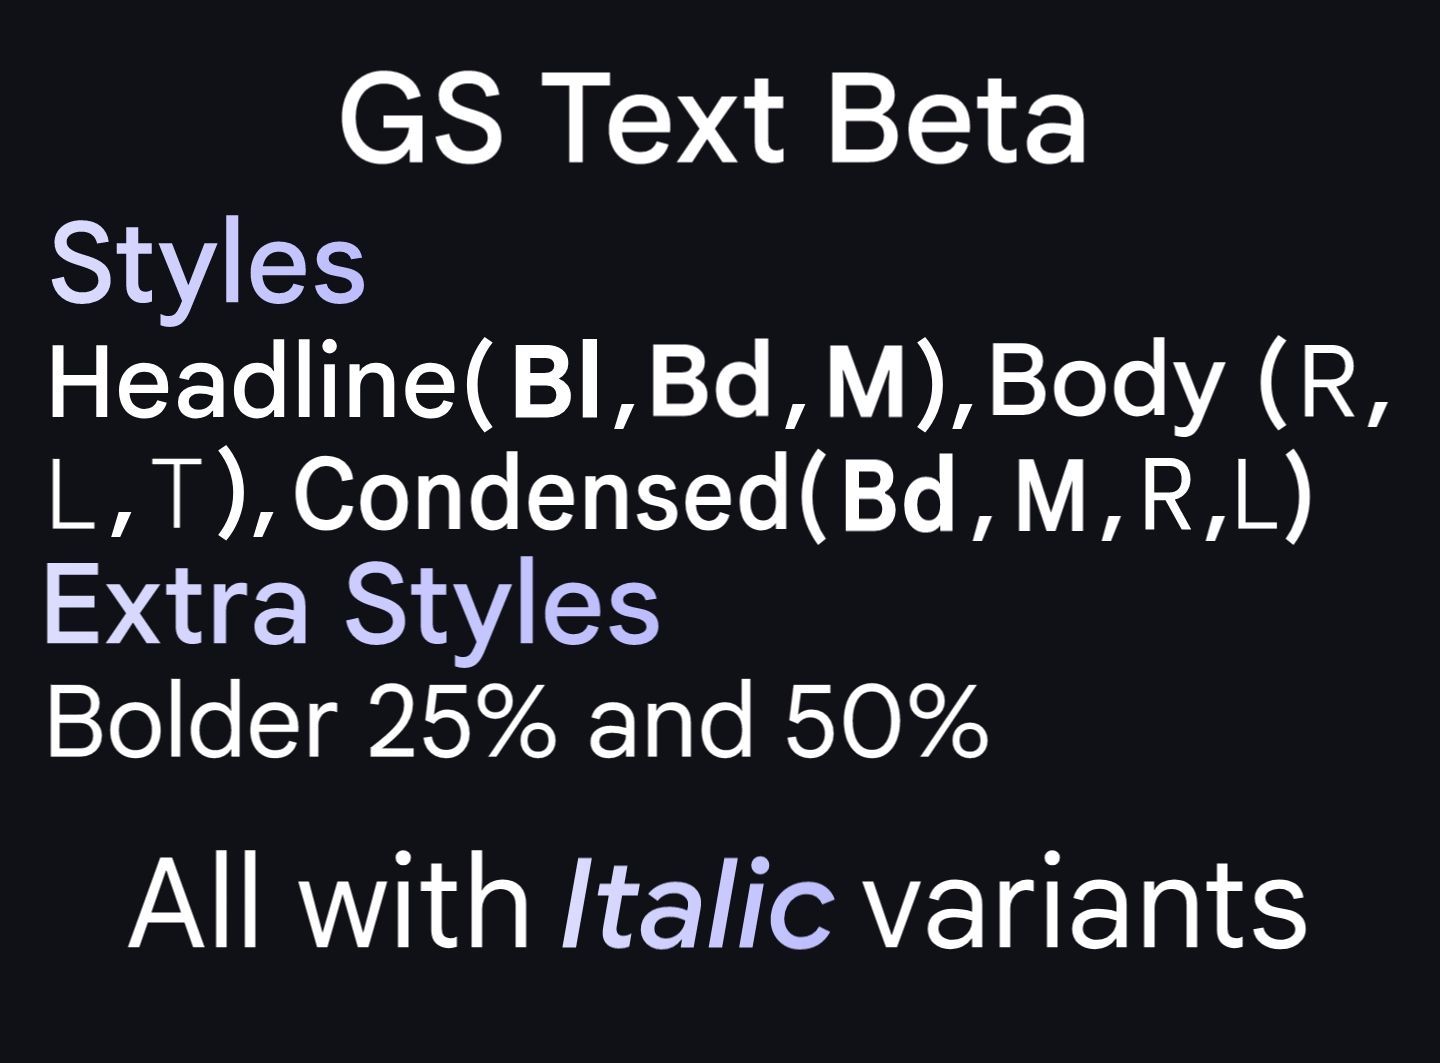 GS Text Beta
Styles
Headline(Bl,Bd,M),Body (R,
L,T),Condensed(Bd,M,R,L)
Extra Styles
Bolder 25% and 50%
All with Italic variants